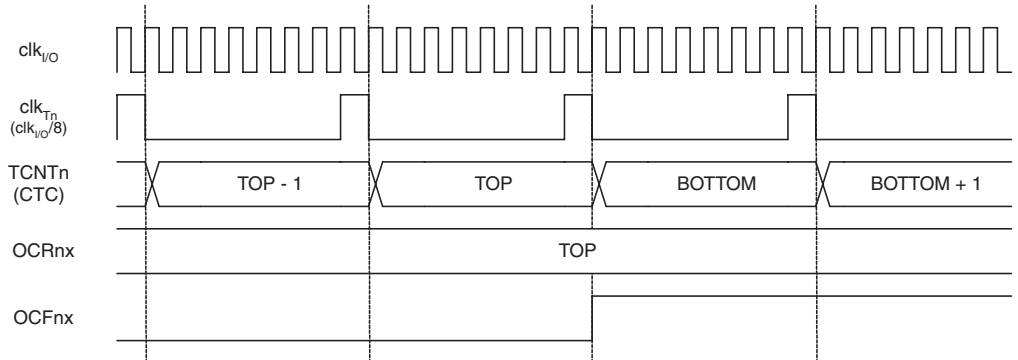 clkI/O
clkTn
(clkI/O/8)
TCNTn
(CTC)
TOP - 1
TOP
BOTTOM
BOTTOM + 1
OCRnx
TOP
OCFnx